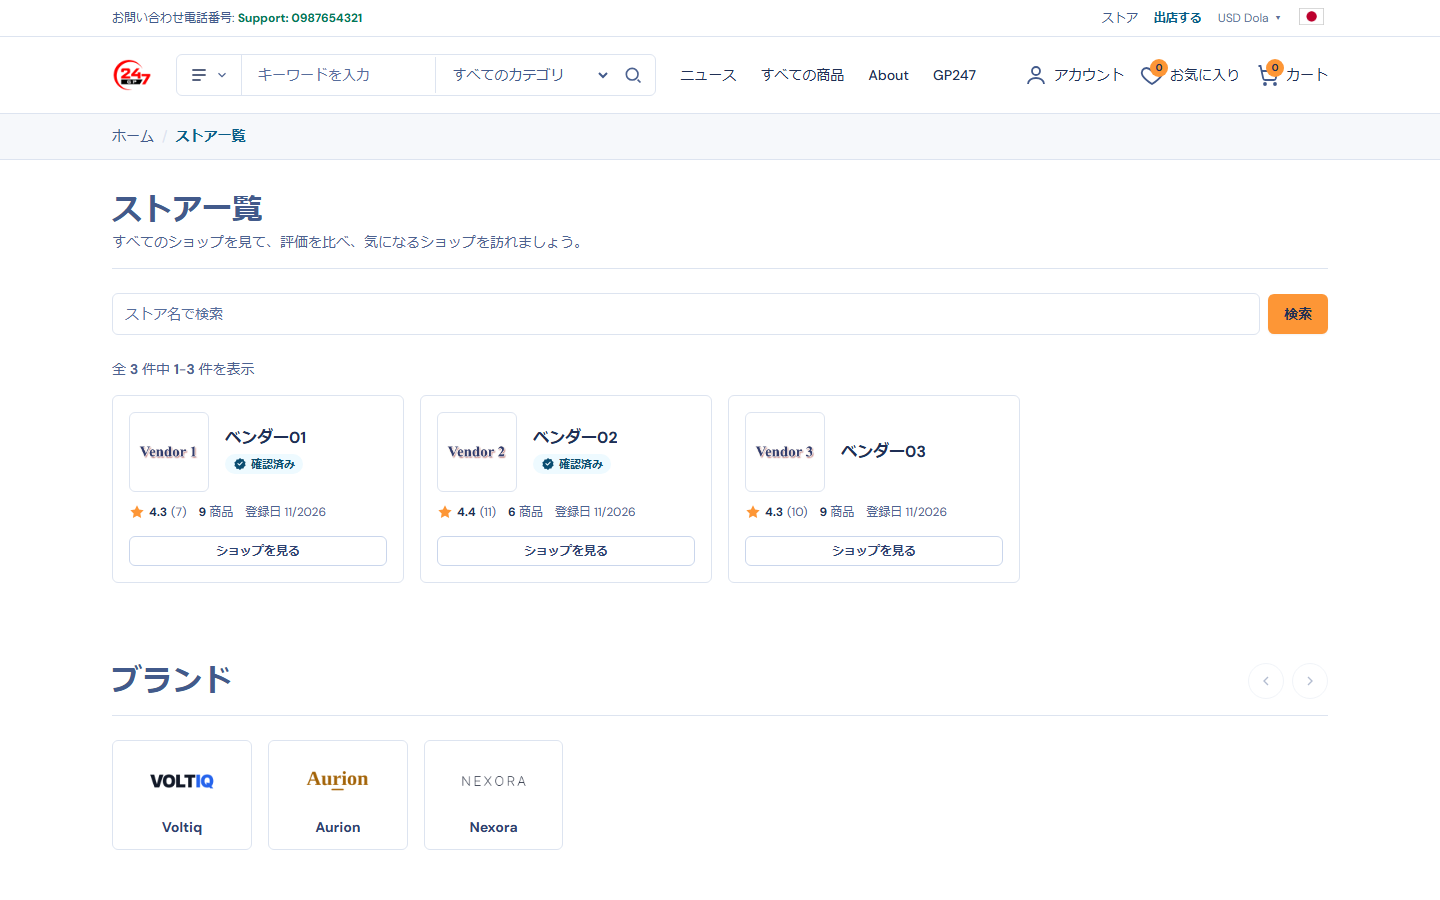 お問い合わせ電話番号: Support: 0987654321
ストア 出店する USD Dola
247 GP
キーワードを入力 すべてのカテゴリ ニュース すべての商品 About GP247 アカウント 0 お気に入り 0 カート
ホーム / ストア一覧
ストア一覧
すべてのショップを見て、評価を比べ、気になるショップを訪れましょう。
ストア名で検索 検索
全 3 件中 1-3 件を表示
Vendor 1
ベンダー01
確認済み
4.3 (7) 9 商品 登録日 11/2026
ショップを見る
Vendor 2
ベンダー02
確認済み
4.4 (11) 6 商品 登録日 11/2026
ショップを見る
Vendor 3
ベンダー03
4.3 (10) 9 商品 登録日 11/2026
ショップを見る
ブランド
VOLTIQ
Voltiq
Aurion
Aurion
NEXORA
Nexora